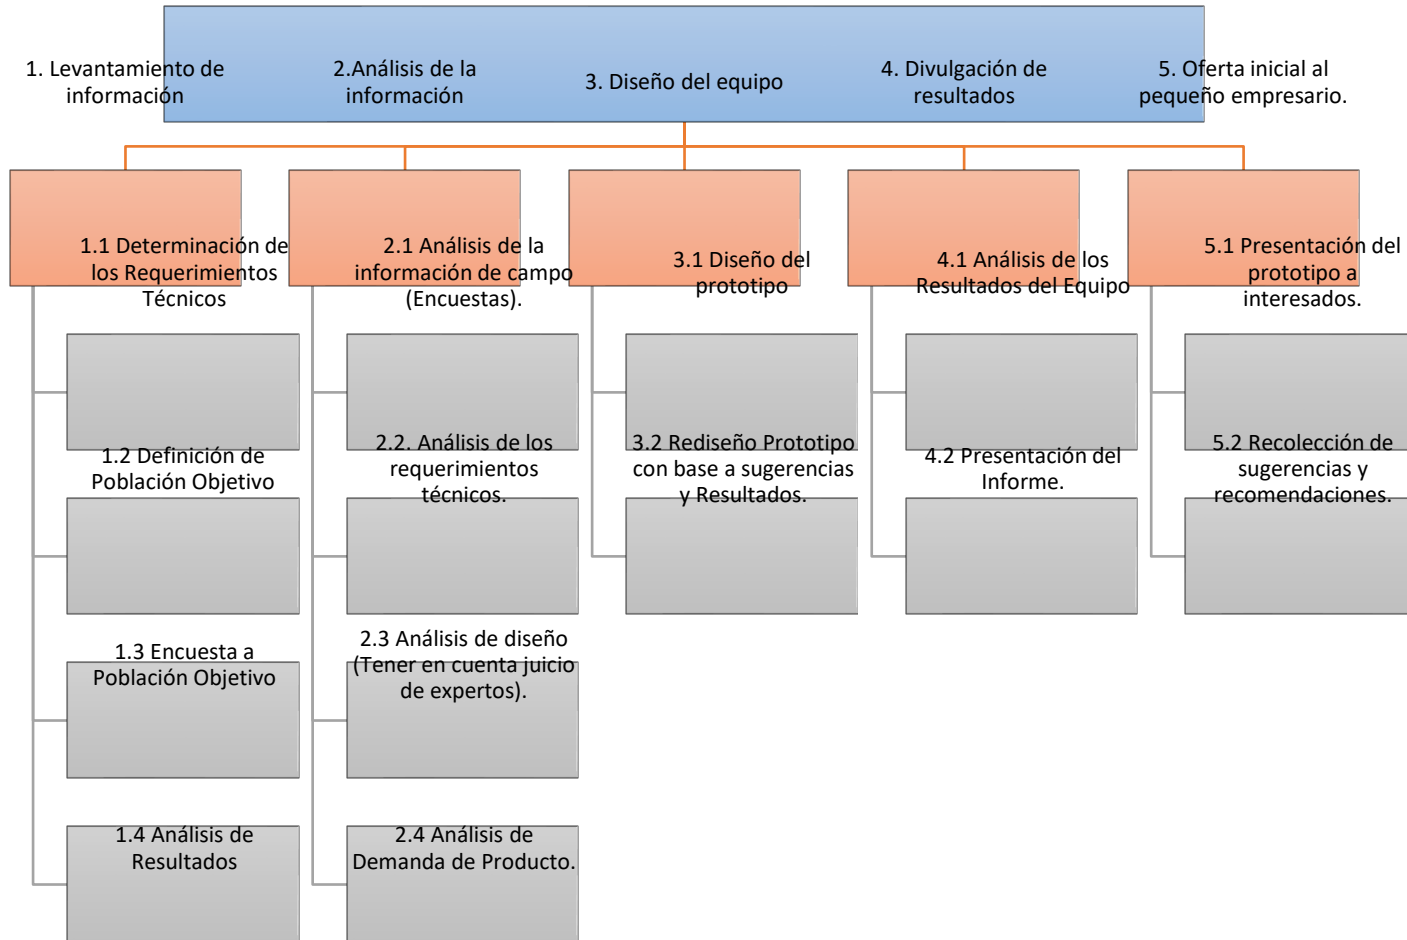 1. Levantamiento de
información
2.Análisis de la
información
3. Diseño del equipo
4. Divulgación de
resultados
5. Oferta inicial al
pequeño empresario.
1.1 Determinación de
los Requerimientos
Técnicos
2.1 Análisis de la
información de campo
(Encuestas).
3.1 Diseño del
prototipo
4.1 Análisis de los
Resultados del Equipo
5.1 Presentación del
prototipo a
interesados.
1.2 Definición de
Población Objetivo
2.2. Análisis de los
requerimientos
técnicos.
3.2 Rediseño Prototipo
con base a sugerencias
y Resultados.
4.2 Presentación del
Informe.
5.2 Recolección de
sugerencias y
recomendaciones.
1.3 Encuesta a
Población Objetivo
2.3 Análisis de diseño
(Tener en cuenta juicio
de expertos).
1.4 Análisis de
Resultados
2.4 Análisis de
Demanda de Producto.